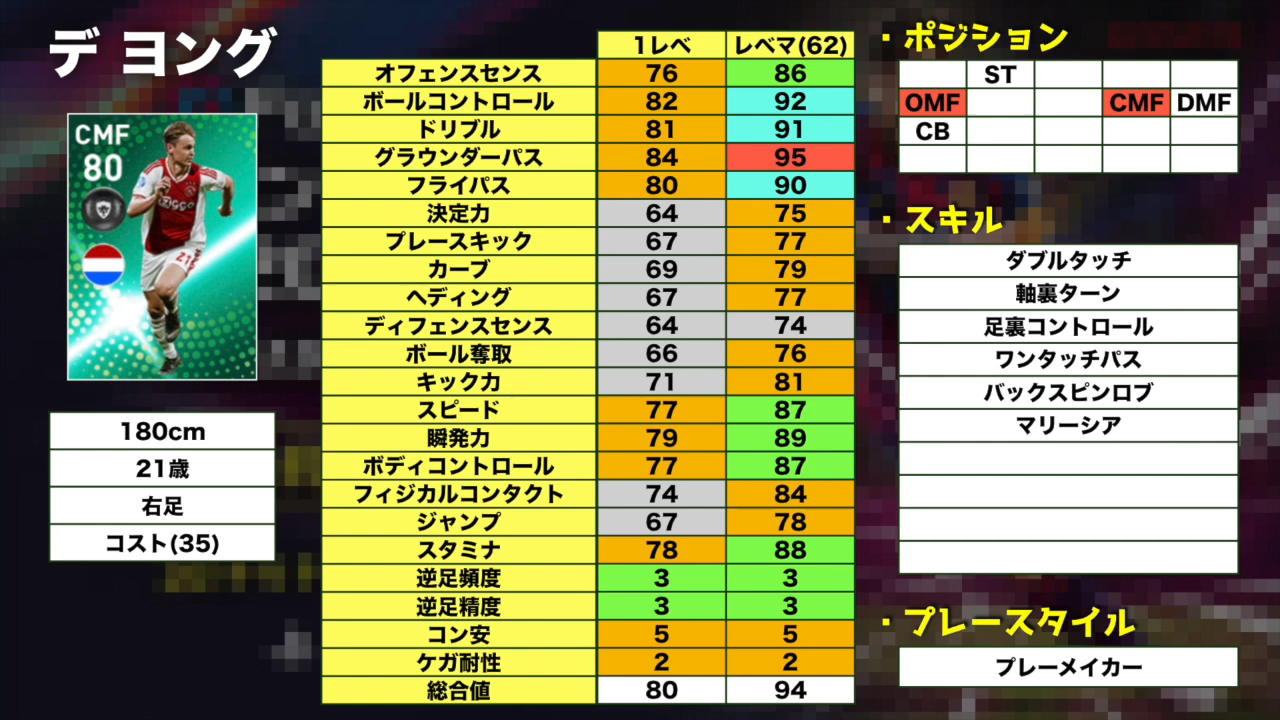 デ ヨング
CMF
80
ziggo
21
180cm
21歳
右足
コスト(35)
1レベ レベマ(62)
オフェンスセンス 76 86
ボールコントロール 82 92
ドリブル 81 91
グラウンダーパス 84 95
フライパス 80 90
決定力 64 75
プレースキック 67 77
カーブ 69 79
ヘディング 67 77
ディフェンスセンス 64 74
ボール奪取 66 76
キック力 71 81
スピード 77 87
瞬発力 79 89
ボディコントロール 77 87
フィジカルコンタクト 74 84
ジャンプ 67 78
スタミナ 78 88
逆足頻度 3 3
逆足精度 3 3
コン安 5 5
ケガ耐性 2 2
総合値 80 94
・ポジション
ST
OMF CMF DMF
CB
・スキル
ダブルタッチ
軸裏ターン
足裏コントロール
ワンタッチパス
バックスピンロブ
マリーシア
・プレースタイル
プレーメイカー